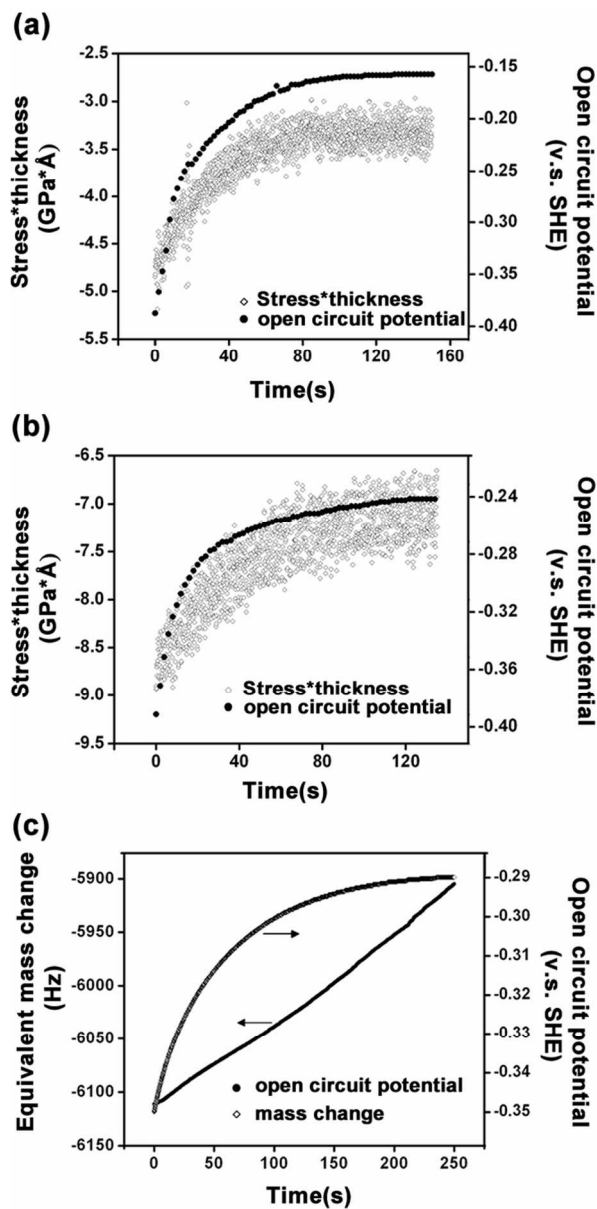 (a)
-2.5
-3.0
-3.5
-4.0
-4.5
-5.0
-5.5
Stress*thickness
(GPa*Å)
-0.15
-0.20
-0.25
-0.30
-0.35
-0.40
Open circuit potential
(v.s. SHE)
Stress*thickness
open circuit potential
0 40 80 120 160
Time(s)
(b)
-6.5
-7.0
-7.5
-8.0
-8.5
-9.0
-9.5
Stress*thickness
(GPa*Å)
-0.24
-0.28
-0.32
-0.36
-0.40
Open circuit potential
(v.s. SHE)
Stress*thickness
open circuit potential
0 40 80 120
Time(s)
(c)
-5900
-5950
-6000
-6050
-6100
-6150
Equivalent mass change
(Hz)
-0.29
-0.30
-0.31
-0.32
-0.33
-0.34
-0.35
Open circuit potential
(v.s. SHE)
open circuit potential
mass change
0 50 100 150 200 250
Time(s)